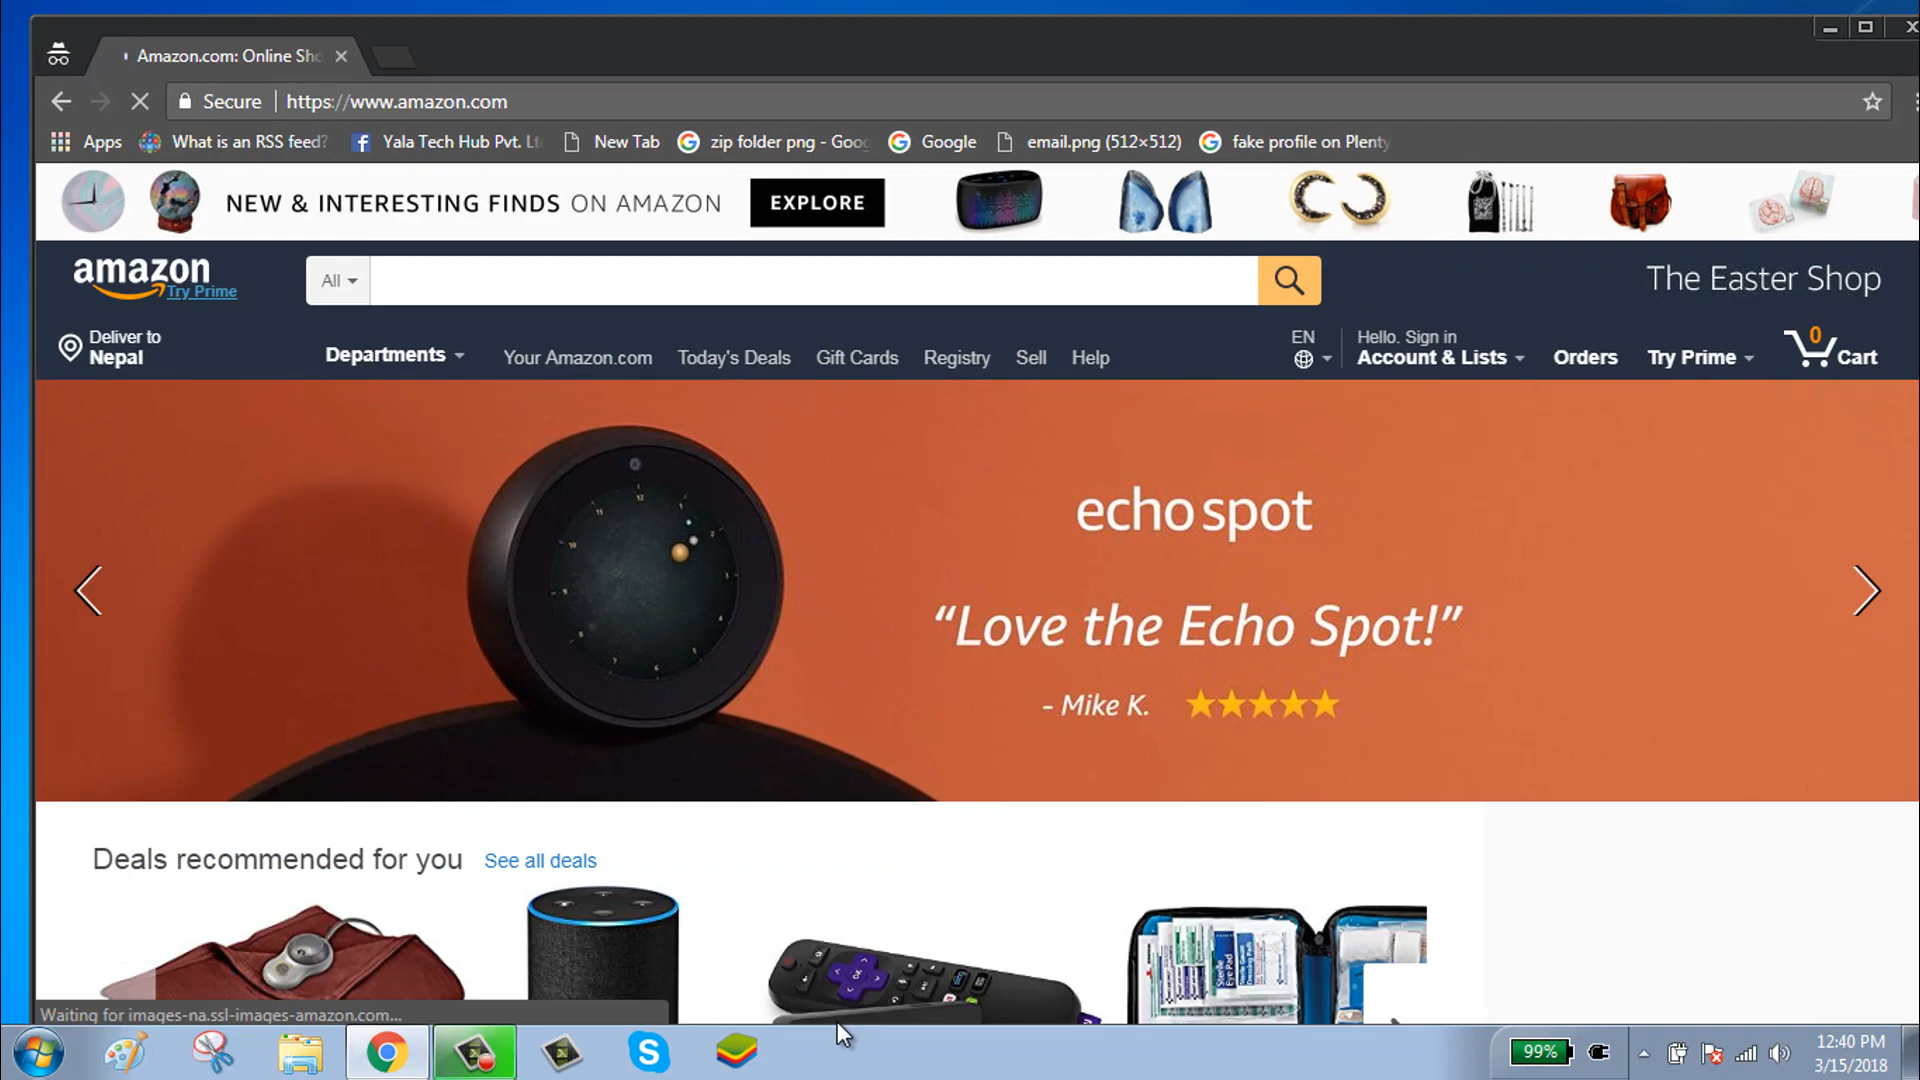 Amazon.com: Online Sho
Secure https://www.amazon.com
Apps What is an RSS feed? Yala Tech Hub Pvt. Lt New Tab zip folder png - Goog Google email.png (512×512) fake profile on Plenty
NEW & INTERESTING FINDS ON AMAZON EXPLORE
amazon
Try Prime
All
The Easter Shop
Deliver to
Nepal
Departments
Your Amazon.com Today's Deals Gift Cards Registry Sell Help
EN
Hello. Sign in
Account & Lists
Orders
Try Prime
0
Cart
echo spot
“Love the Echo Spot!”
- Mike K.
Deals recommended for you See all deals
Waiting for images-na.ssl-images-amazon.com...
99%
12:40 PM
3/15/2018